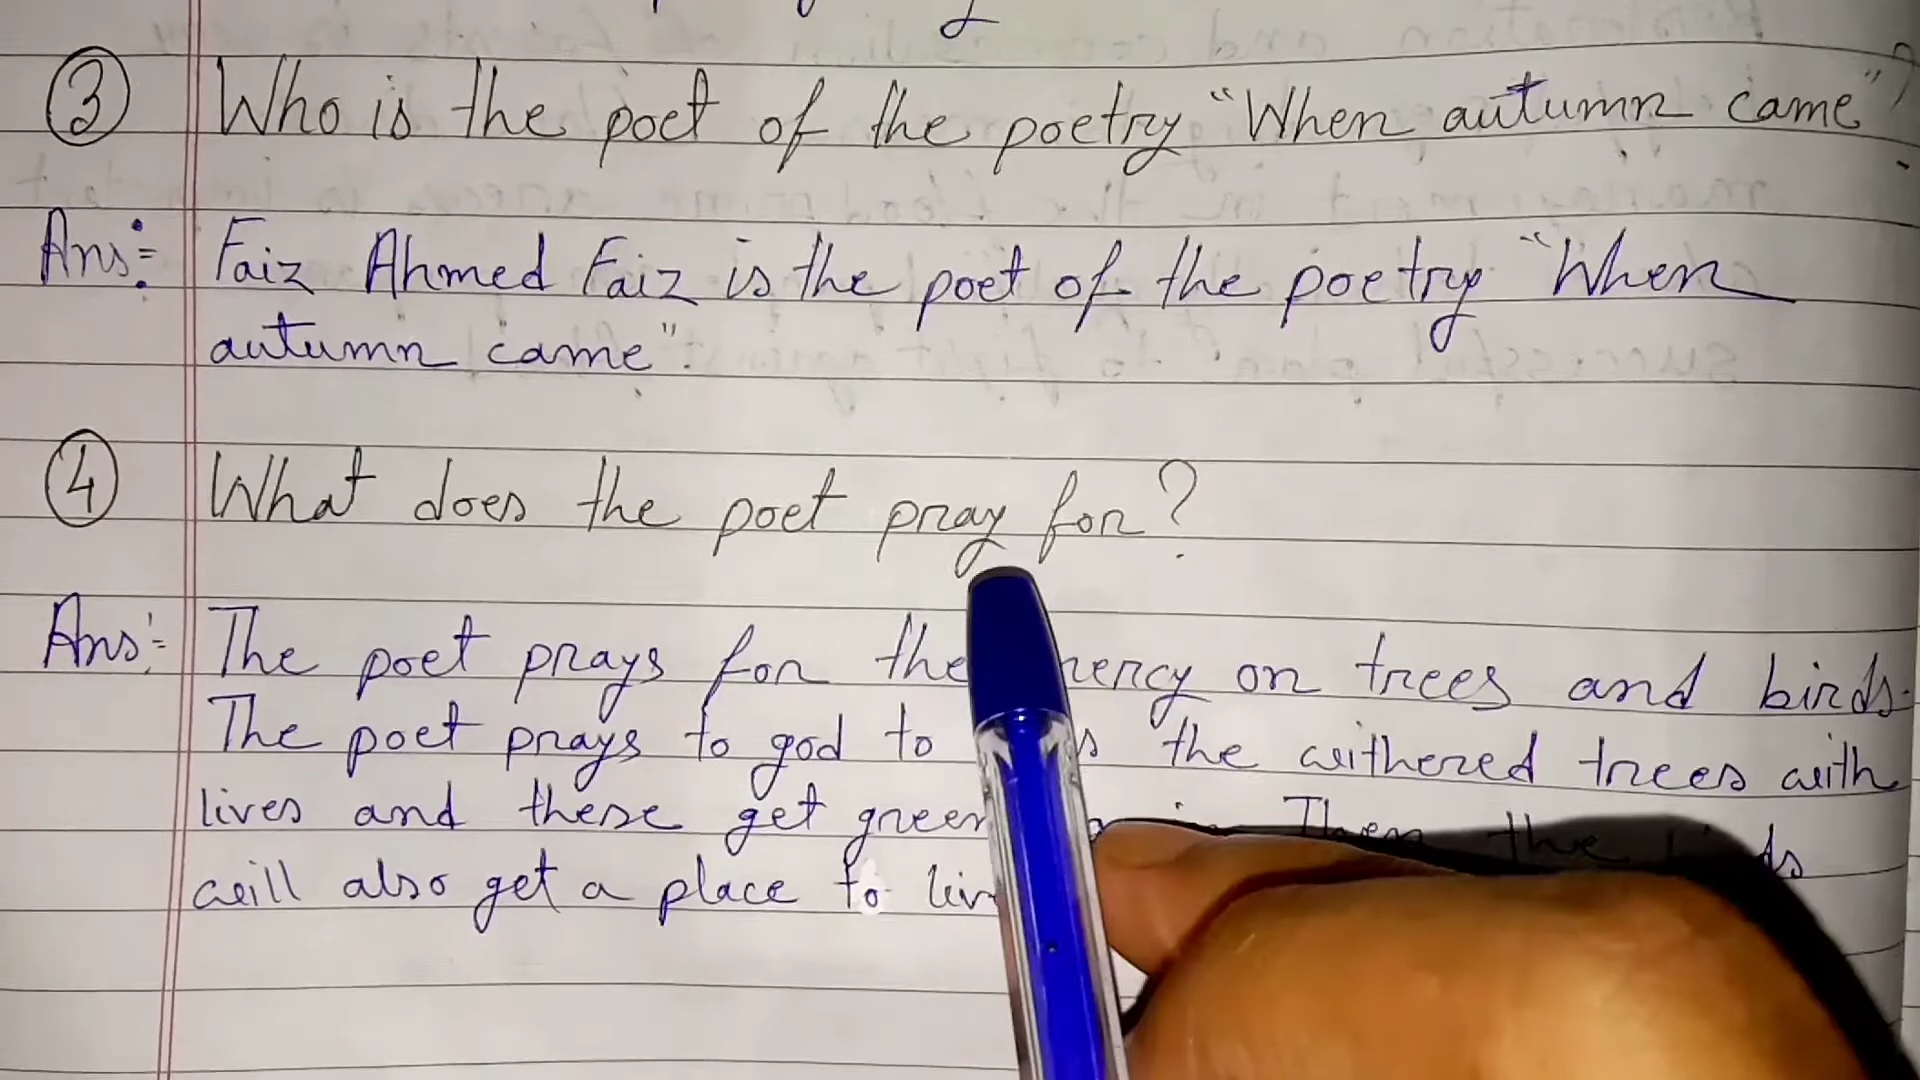 ③ Who is the poet of the poetry "When autumn came"?
Ans:= Faiz Ahmed Faiz is the poet of the poetry "When
autumn came".
④ What does the poet pray for?
Ans:- The poet prays for the mercy on trees and birds.
The poet prays to god to the withered trees with
lives and these get green Then the
will also get a place to